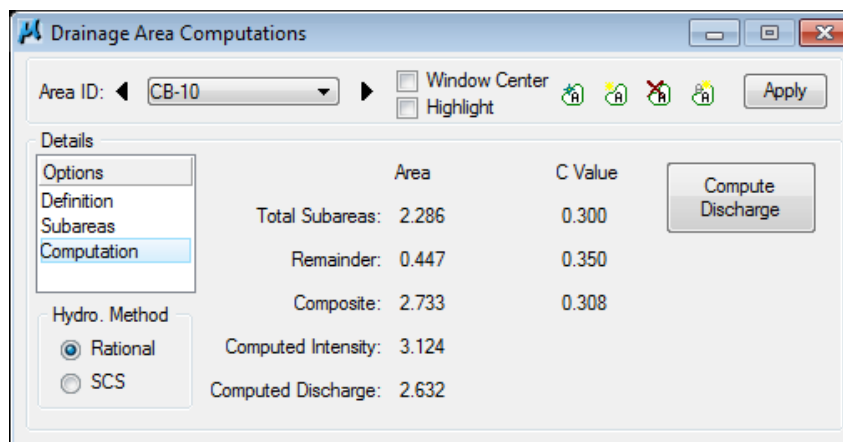 Drainage Area Computations
Area ID: CB-10 Window Center Apply
Highlight
Details
Options Area C Value Compute Discharge
Definition
Subareas Total Subareas: 2.286 0.300
Computation Remainder: 0.447 0.350
Hydro. Method Composite: 2.733 0.308
Rational Computed Intensity: 3.124
SCS Computed Discharge: 2.632